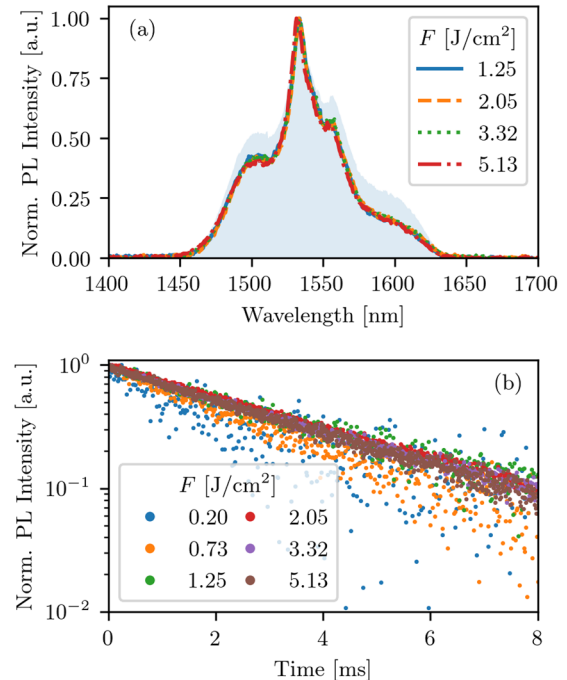 (a)
F [J/cm²]
1.25
2.05
3.32
5.13
1.00
0.75
0.50
0.25
0.00
Norm. PL Intensity [a.u.]
1400 1450 1500 1550 1600 1650 1700
Wavelength [nm]
(b)
10⁰
10⁻¹
10⁻²
Norm. PL Intensity [a.u.]
F [J/cm²]
0.20 2.05
0.73 3.32
1.25 5.13
0 2 4 6 8
Time [ms]